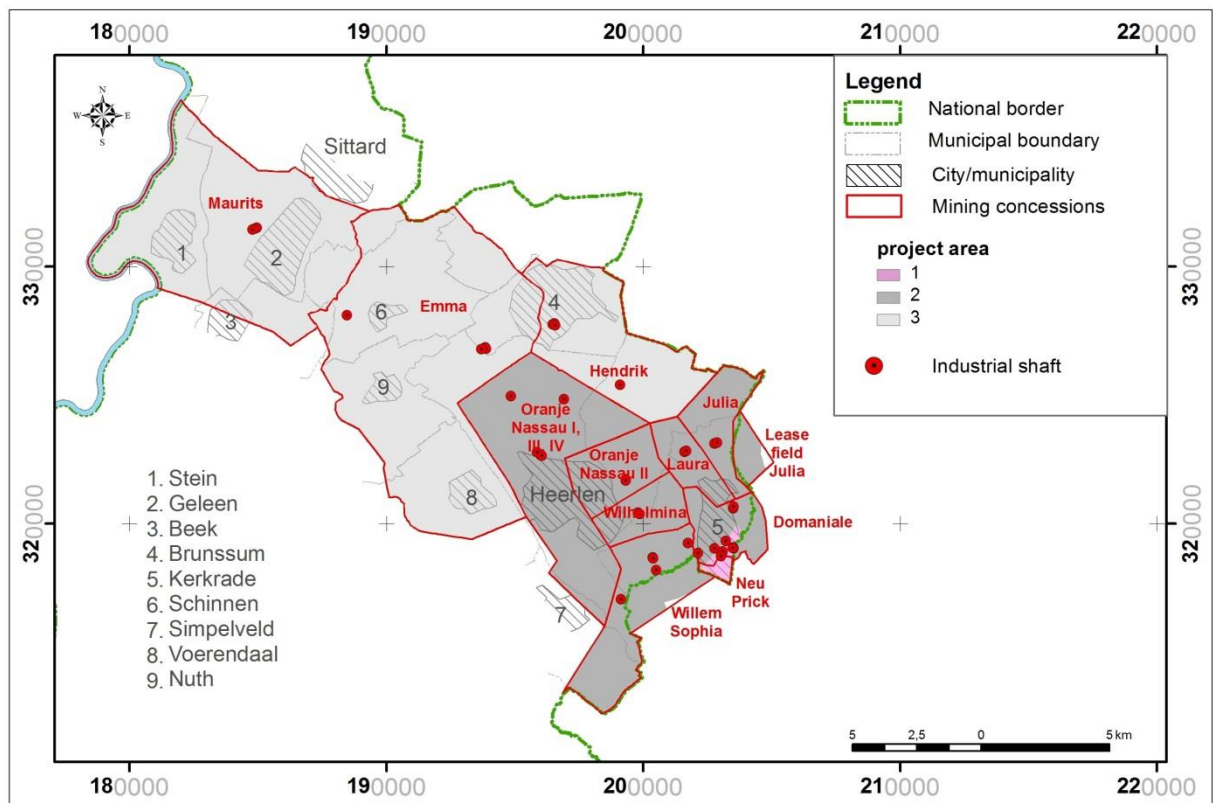 180000 190000 200000 210000 220000
N
W E
S
Legend
National border
Municipal boundary
City/municipality
Mining concessions
project area
1
2
3
Industrial shaft
Sittard
Maurits
1
2
3
330000
330000
Emma
6
4
9
Hendrik
Oranje
Nassau I,
III, IV
Julia
Lease
field
Julia
Oranje
Nassau II
Laura
Heerlen
8
Wilhelmina
5
Domaniale
320000
320000
Neu
Prick
Willem
Sophia
7
1. Stein
2. Geleen
3. Beek
4. Brunssum
5. Kerkrade
6. Schinnen
7. Simpelveld
8. Voerendaal
9. Nuth
5 2,5 0 5 km
180000 190000 200000 210000 220000